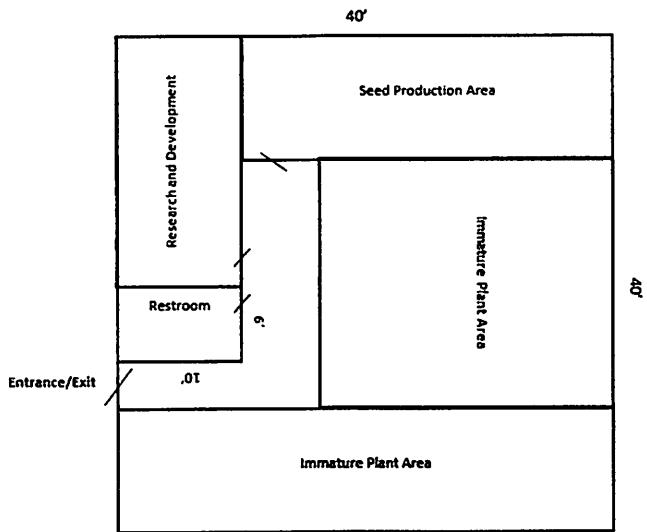 40'
Seed Production Area
Research and Development
Immature Plant Area
40'
Restroom
6'
10'
Entrance/Exit
Immature Plant Area